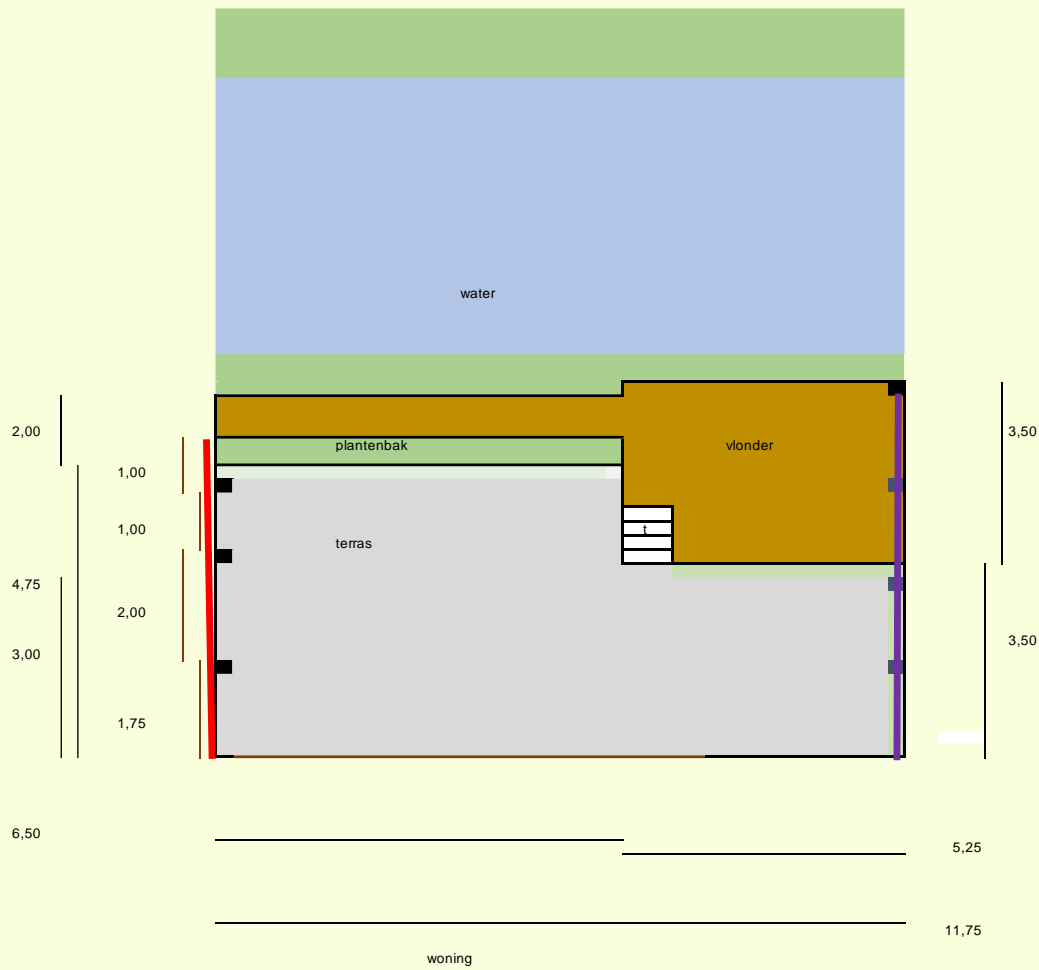 water
2,00
plantenbak
vlonder
3,50
1,00
1,00
t
terras
4,75
2,00
3,00
3,50
1,75
6,50
5,25
11,75
woning